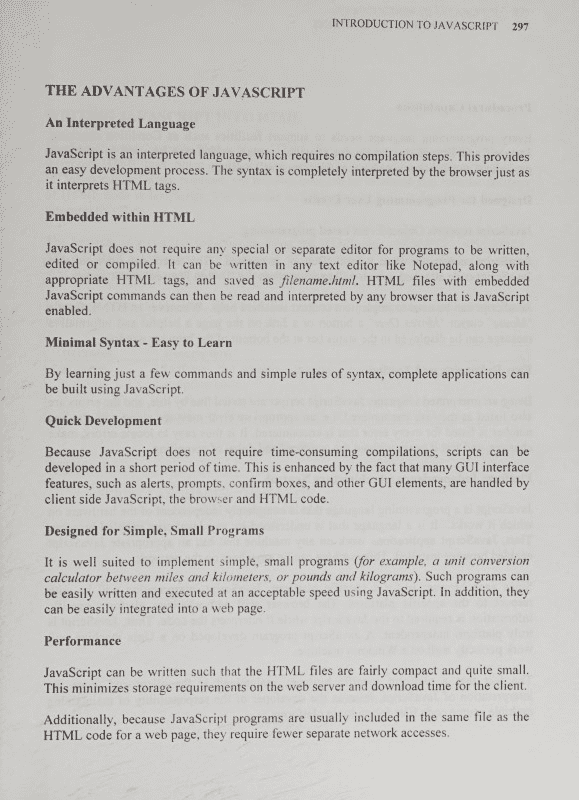 INTRODUCTION TO JAVASCRIPT 297
THE ADVANTAGES OF JAVASCRIPT
An Interpreted Language
JavaScript is an interpreted language, which requires no compilation steps. This provides
an easy development process. The syntax is completely interpreted by the browser just as
it interprets HTML tags.
Embedded within HTML
JavaScript does not require any special or separate editor for programs to be written,
edited or compiled. It can be written in any text editor like Notepad, along with
appropriate HTML tags, and saved as filename.html. HTML files with embedded
JavaScript commands can then be read and interpreted by any browser that is JavaScript
enabled.
Minimal Syntax - Easy to Learn
By learning just a few commands and simple rules of syntax, complete applications can
be built using JavaScript.
Quick Development
Because JavaScript does not require time-consuming compilations, scripts can be
developed in a short period of time. This is enhanced by the fact that many GUI interface
features, such as alerts, prompts, confirm boxes, and other GUI elements, are handled by
client side JavaScript, the browser and HTML code.
Designed for Simple, Small Programs
It is well suited to implement simple, small programs (for example, a unit conversion
calculator between miles and kilometers, or pounds and kilograms). Such programs can
be easily written and executed at an acceptable speed using JavaScript. In addition, they
can be easily integrated into a web page.
Performance
JavaScript can be written such that the HTML files are fairly compact and quite small.
This minimizes storage requirements on the web server and download time for the client.
Additionally, because JavaScript programs are usually included in the same file as the
HTML code for a web page, they require fewer separate network accesses.